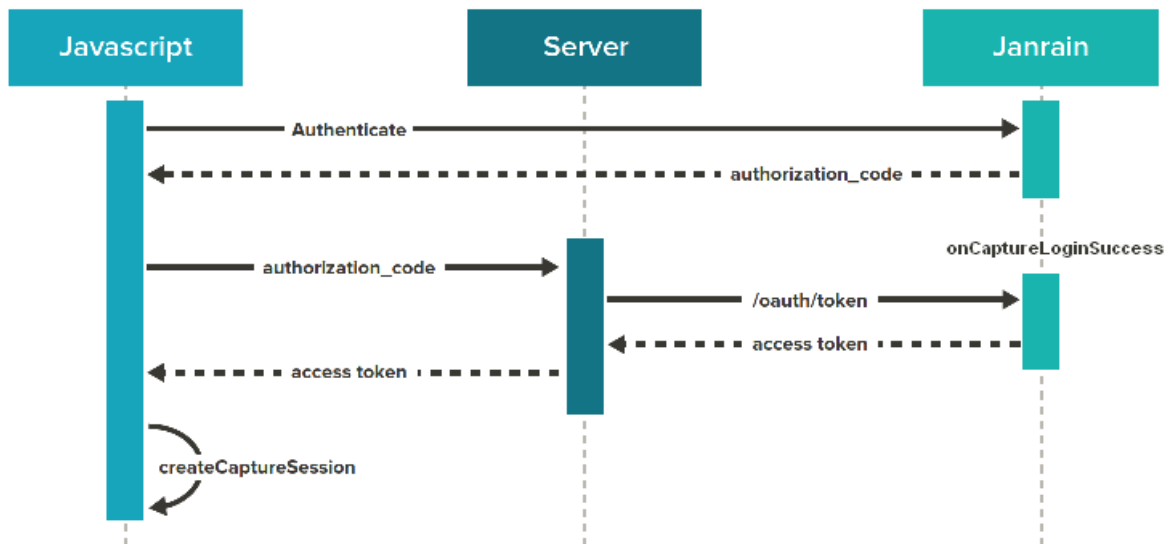 Javascript
Server
Janrain
Authenticate
authorization_code
onCaptureLoginSuccess
authorization_code
/oauth/token
access token
access token
createCaptureSession